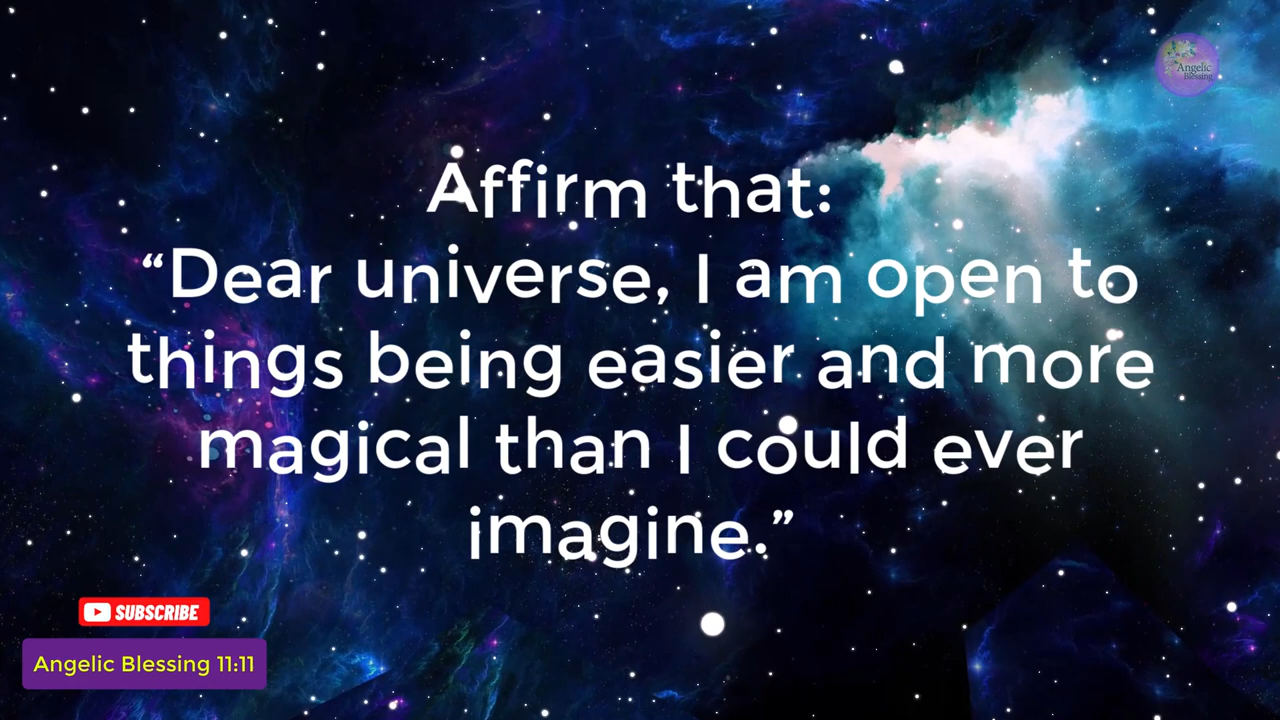 Angelic
Blessing
Affirm that:
“Dear universe, I am open to
things being easier and more
magical than I could ever
imagine.”
SUBSCRIBE
Angelic Blessing 11:11